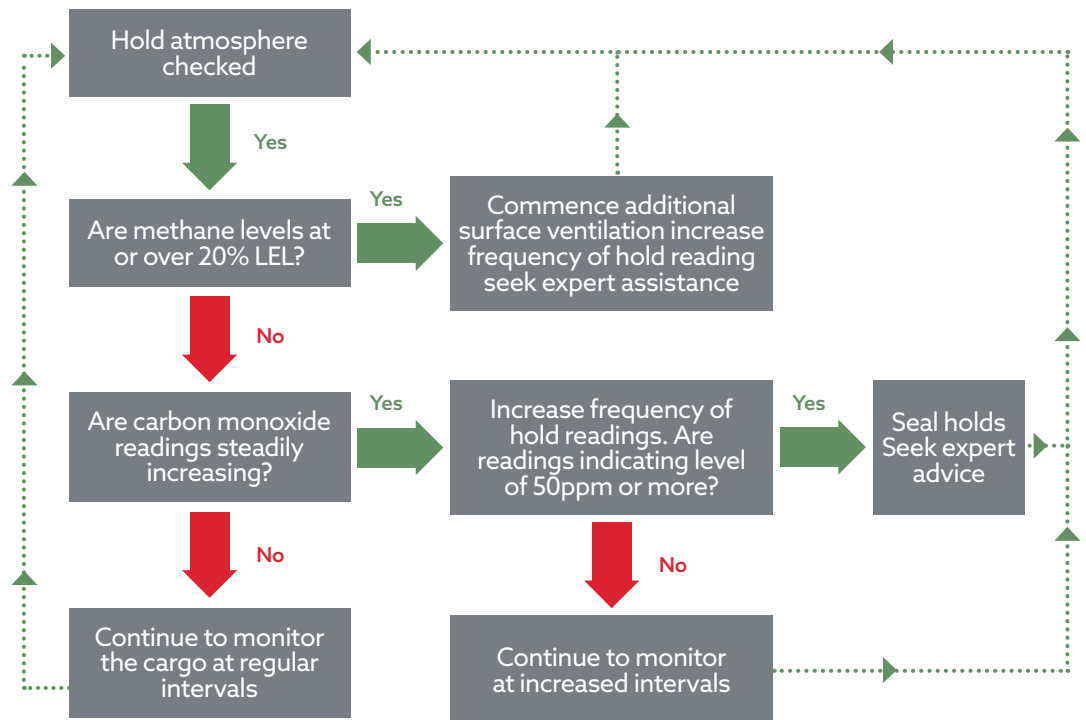 Hold atmosphere
checked
Yes
Are methane levels at
or over 20% LEL?
Yes
Commence additional
surface ventilation increase
frequency of hold reading
seek expert assistance
No
Are carbon monoxide
readings steadily
increasing?
Yes
Increase frequency of
hold readings. Are
readings indicating level
of 50ppm or more?
Yes
Seal holds
Seek expert
advice
No
Continue to monitor
the cargo at regular
intervals
No
Continue to monitor
at increased intervals